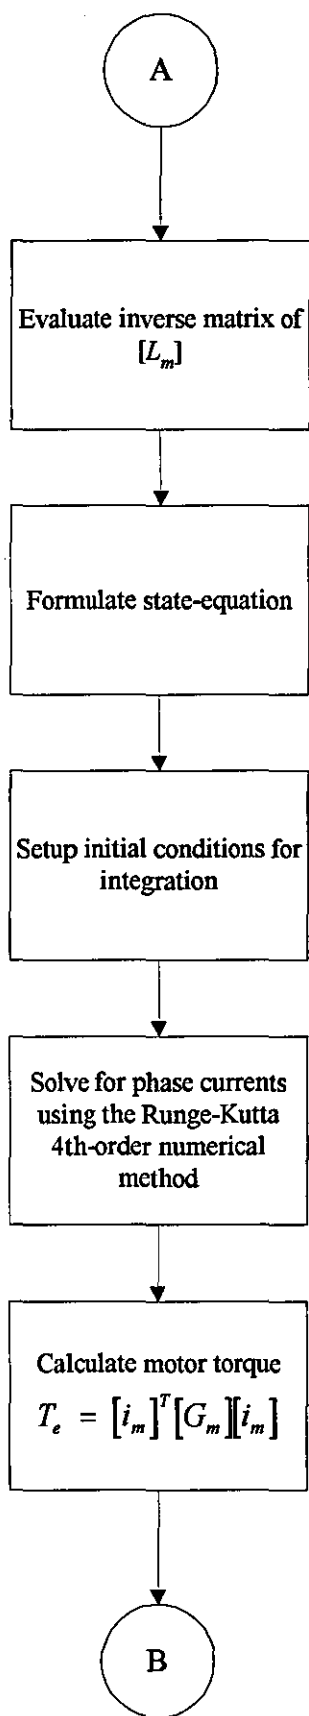 A
Evaluate inverse matrix of
[L_m]
Formulate state-equation
Setup initial conditions for
integration
Solve for phase currents
using the Runge-Kutta
4th-order numerical
method
Calculate motor torque
T_e = [i_m]^T [G_m][i_m]
B